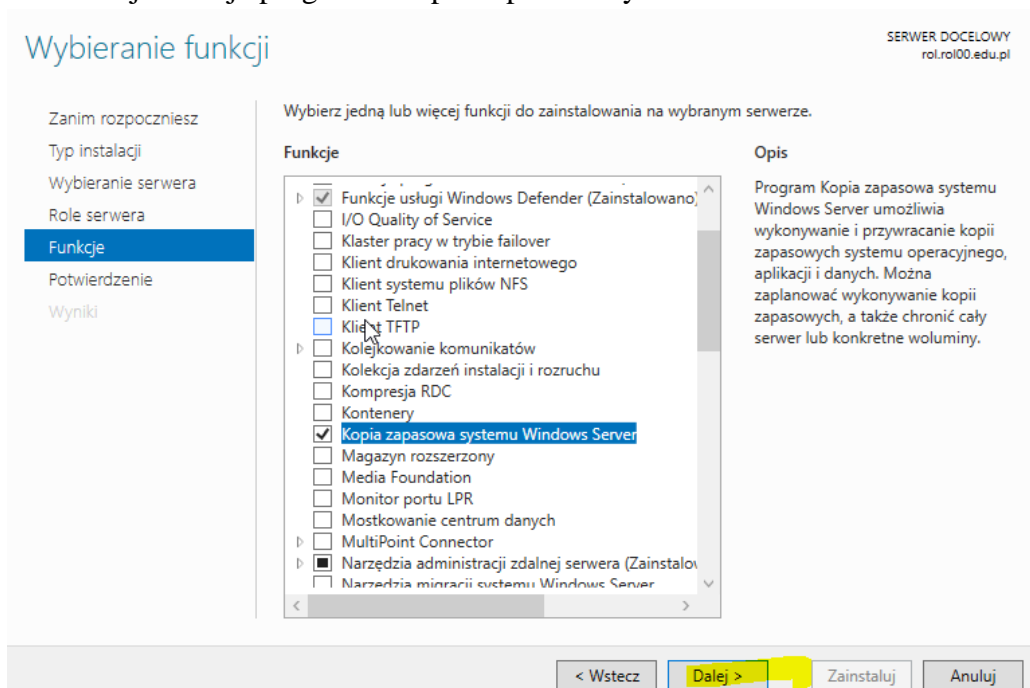 Wybieranie funkcji
SERWER DOCELOWY
rol.rol00.edu.pl
Zanim rozpoczniesz
Typ instalacji
Wybieranie serwera
Role serwera
Funkcje
Potwierdzenie
Wyniki
Wybierz jedną lub więcej funkcji do zainstalowania na wybranym serwerze.
Funkcje
Funkcje usługi Windows Defender (Zainstalowano)
I/O Quality of Service
Klaster pracy w trybie failover
Klient drukowania internetowego
Klient systemu plików NFS
Klient Telnet
Klient TFTP
Kolejkowanie komunikatów
Kolekcja zdarzeń instalacji i rozruchu
Kompresja RDC
Kontenery
Kopia zapasowa systemu Windows Server
Magazyn rozszerzony
Media Foundation
Monitor portu LPR
Mostkowanie centrum danych
MultiPoint Connector
Narzędzia administracji zdalnej serwera (Zainstalow
Narzędzia migracji systemu Windows Server
Opis
Program Kopia zapasowa systemu
Windows Server umożliwia
wykonywanie i przywracanie kopii
zapasowych systemu operacyjnego,
aplikacji i danych. Można
zaplanować wykonywanie kopii
zapasowych, a także chronić cały
serwer lub konkretne woluminy.
< Wstecz
Dalej >
Zainstaluj
Anuluj